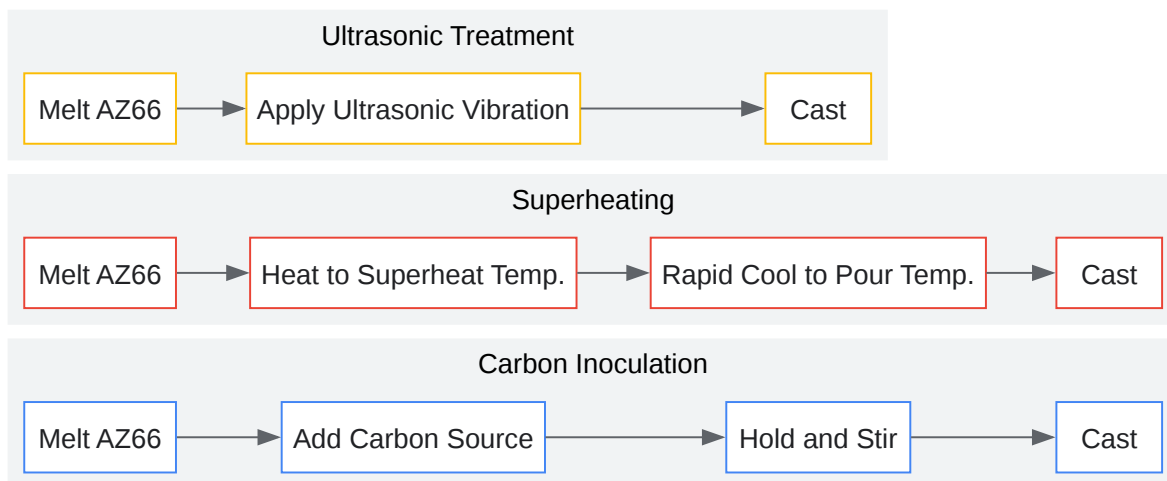 Ultrasonic Treatment
Melt AZ66
Apply Ultrasonic Vibration
Cast
Superheating
Melt AZ66
Heat to Superheat Temp.
Rapid Cool to Pour Temp.
Cast
Carbon Inoculation
Melt AZ66
Add Carbon Source
Hold and Stir
Cast